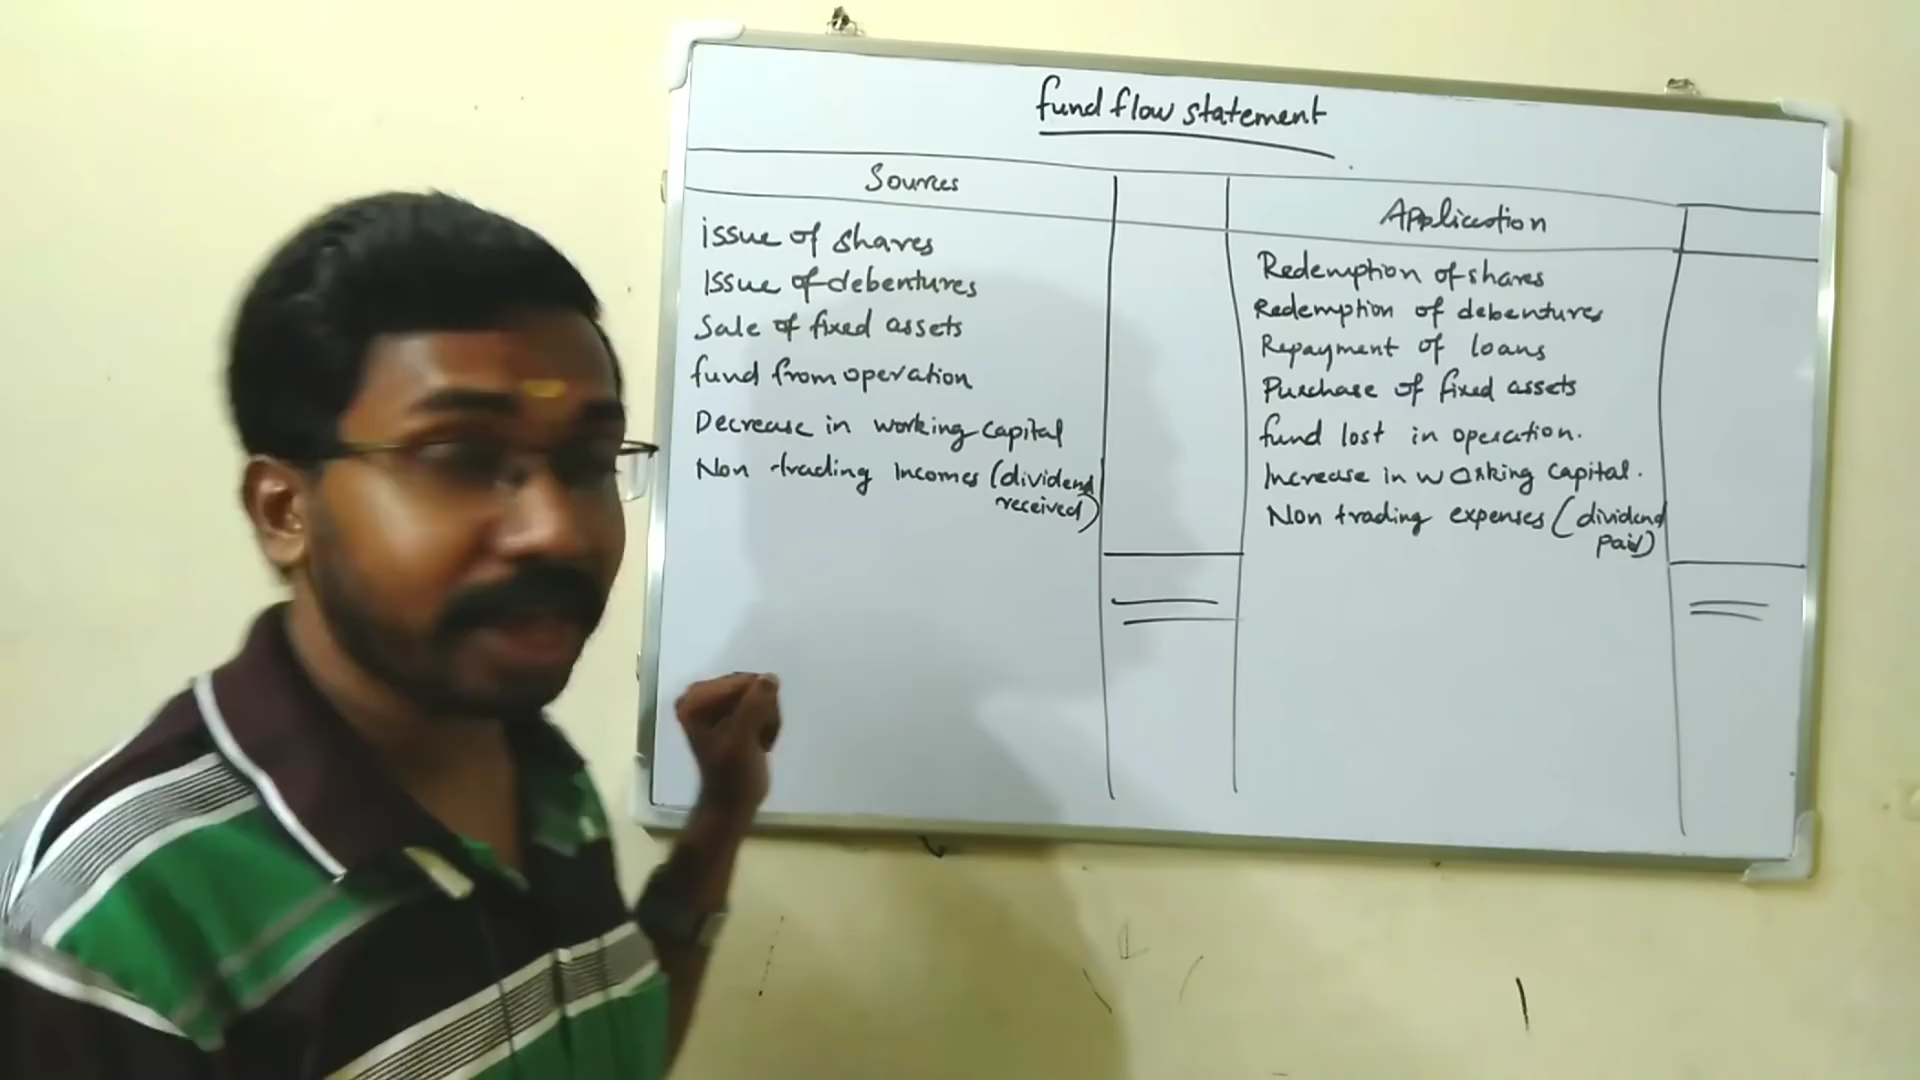 fund flow statement
Sources
issue of shares
Issue of debentures
Sale of fixed assets
fund from operation
Decrease in working capital
Non trading Incomes (dividend
received)
Application
Redemption of shares
Redemption of debentures
Repayment of loans
Purchase of fixed assets
fund lost in operation.
Increase in working capital.
Non trading expenses (dividend
paid)